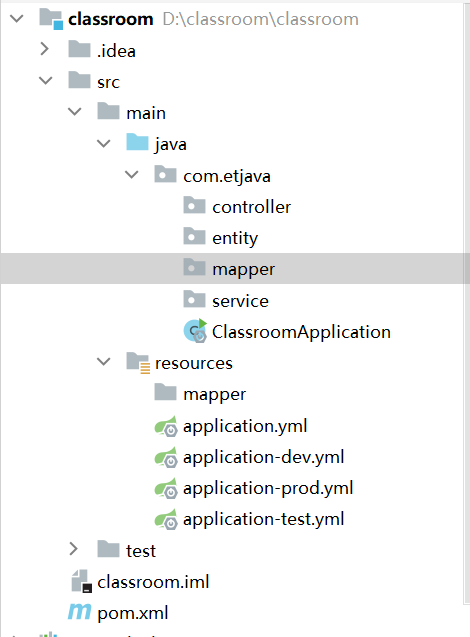 classroom D:\classroom\classroom
.idea
src
main
java
com.etjava
controller
entity
mapper
service
ClassroomApplication
resources
mapper
application.yml
application-dev.yml
application-prod.yml
application-test.yml
test
classroom.iml
pom.xml